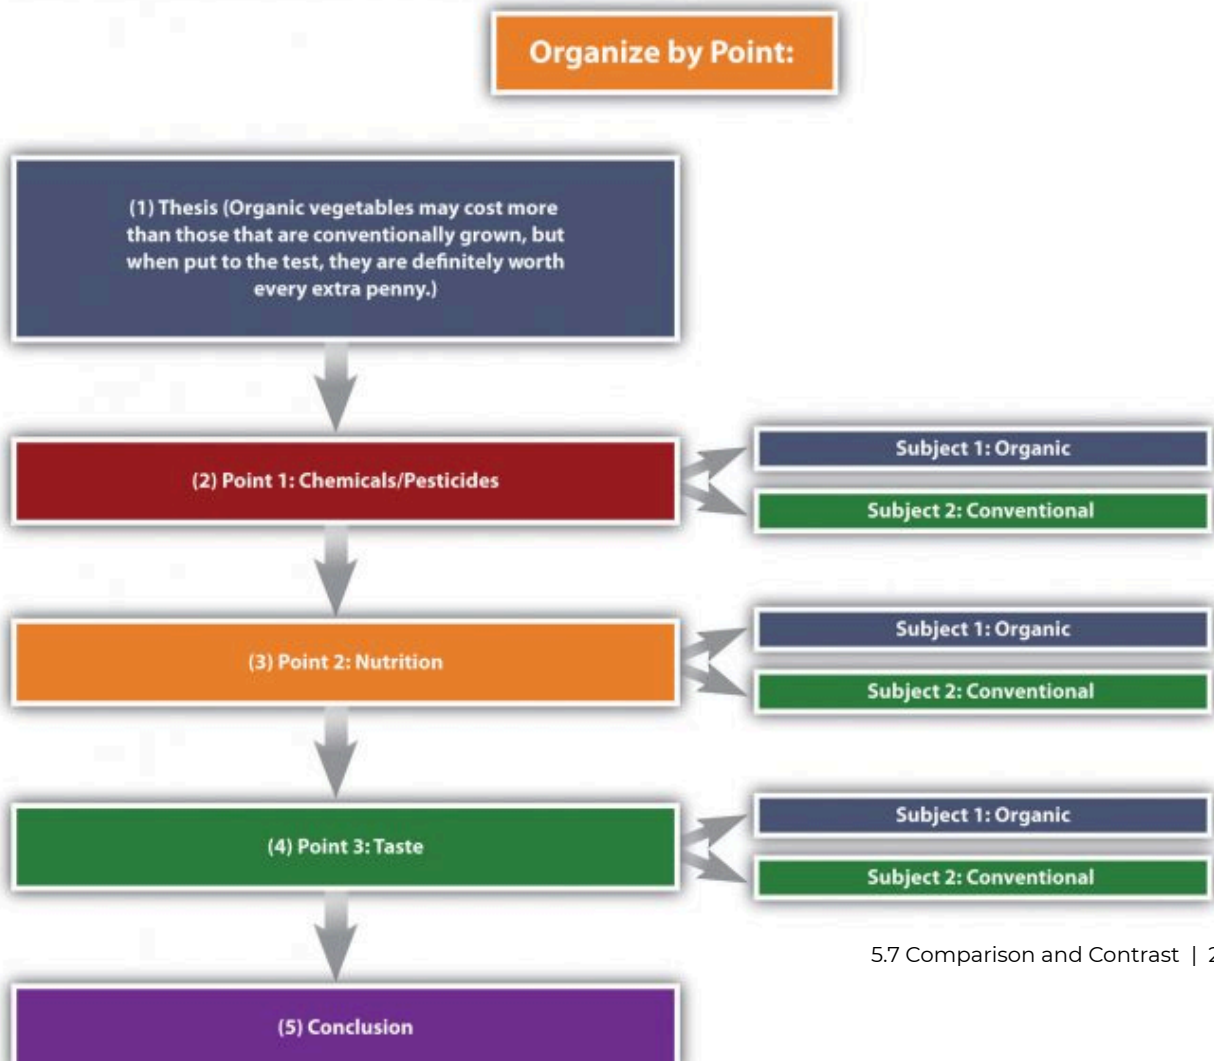 Organize by Point:
(1) Thesis (Organic vegetables may cost more
than those that are conventionally grown, but
when put to the test, they are definitely worth
every extra penny.)
(2) Point 1: Chemicals/Pesticides
Subject 1: Organic
Subject 2: Conventional
(3) Point 2: Nutrition
Subject 1: Organic
Subject 2: Conventional
(4) Point 3: Taste
Subject 1: Organic
Subject 2: Conventional
5.7 Comparison and Contrast | 2
(5) Conclusion